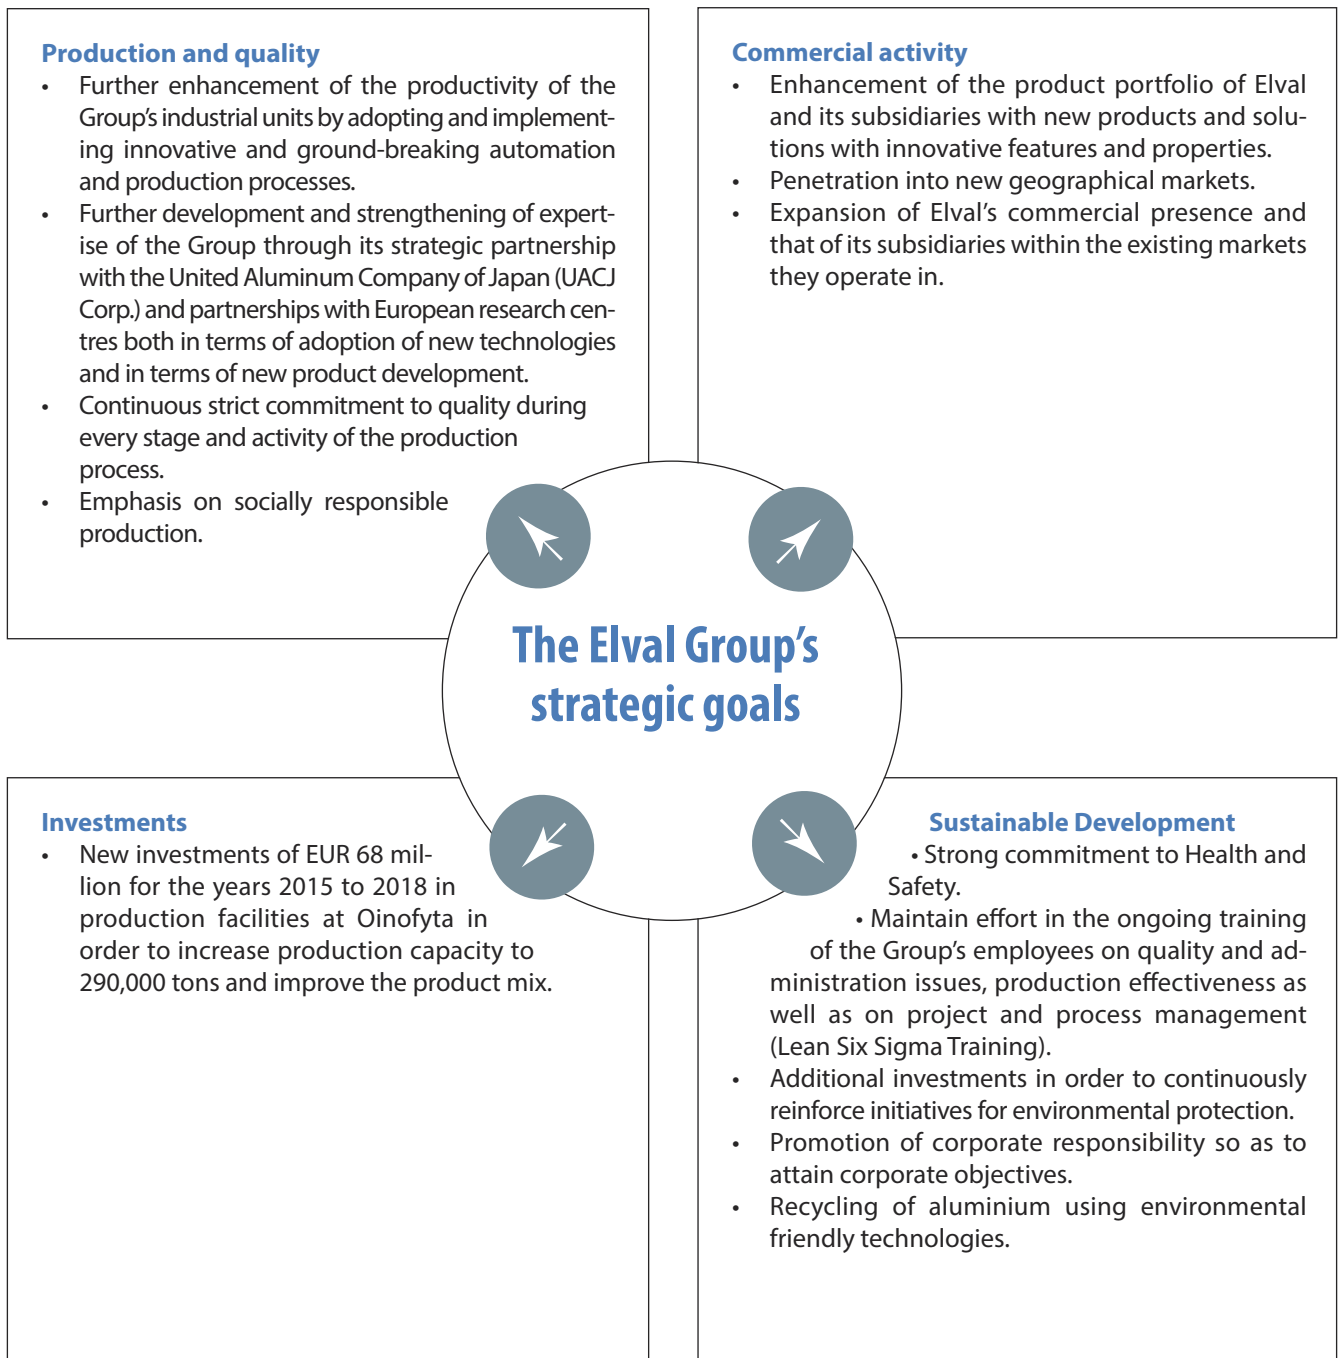 Production and quality
• Further enhancement of the productivity of the
Group's industrial units by adopting and implement-
ing innovative and ground-breaking automation
and production processes.
• Further development and strengthening of expert-
ise of the Group through its strategic partnership
with the United Aluminum Company of Japan (UACJ
Corp.) and partnerships with European research cen-
tres both in terms of adoption of new technologies
and in terms of new product development.
• Continuous strict commitment to quality during
every stage and activity of the production
process.
• Emphasis on socially responsible
production.
Commercial activity
• Enhancement of the product portfolio of Elval
and its subsidiaries with new products and solu-
tions with innovative features and properties.
• Penetration into new geographical markets.
• Expansion of Elval's commercial presence and
that of its subsidiaries within the existing markets
they operate in.
The Elval Group's
strategic goals
Investments
• New investments of EUR 68 mil-
lion for the years 2015 to 2018 in
production facilities at Oinofyta in
order to increase production capacity to
290,000 tons and improve the product mix.
Sustainable Development
• Strong commitment to Health and
Safety.
• Maintain effort in the ongoing training
of the Group's employees on quality and ad-
ministration issues, production effectiveness as
well as on project and process management
(Lean Six Sigma Training).
• Additional investments in order to continuously
reinforce initiatives for environmental protection.
• Promotion of corporate responsibility so as to
attain corporate objectives.
• Recycling of aluminium using environmental
friendly technologies.